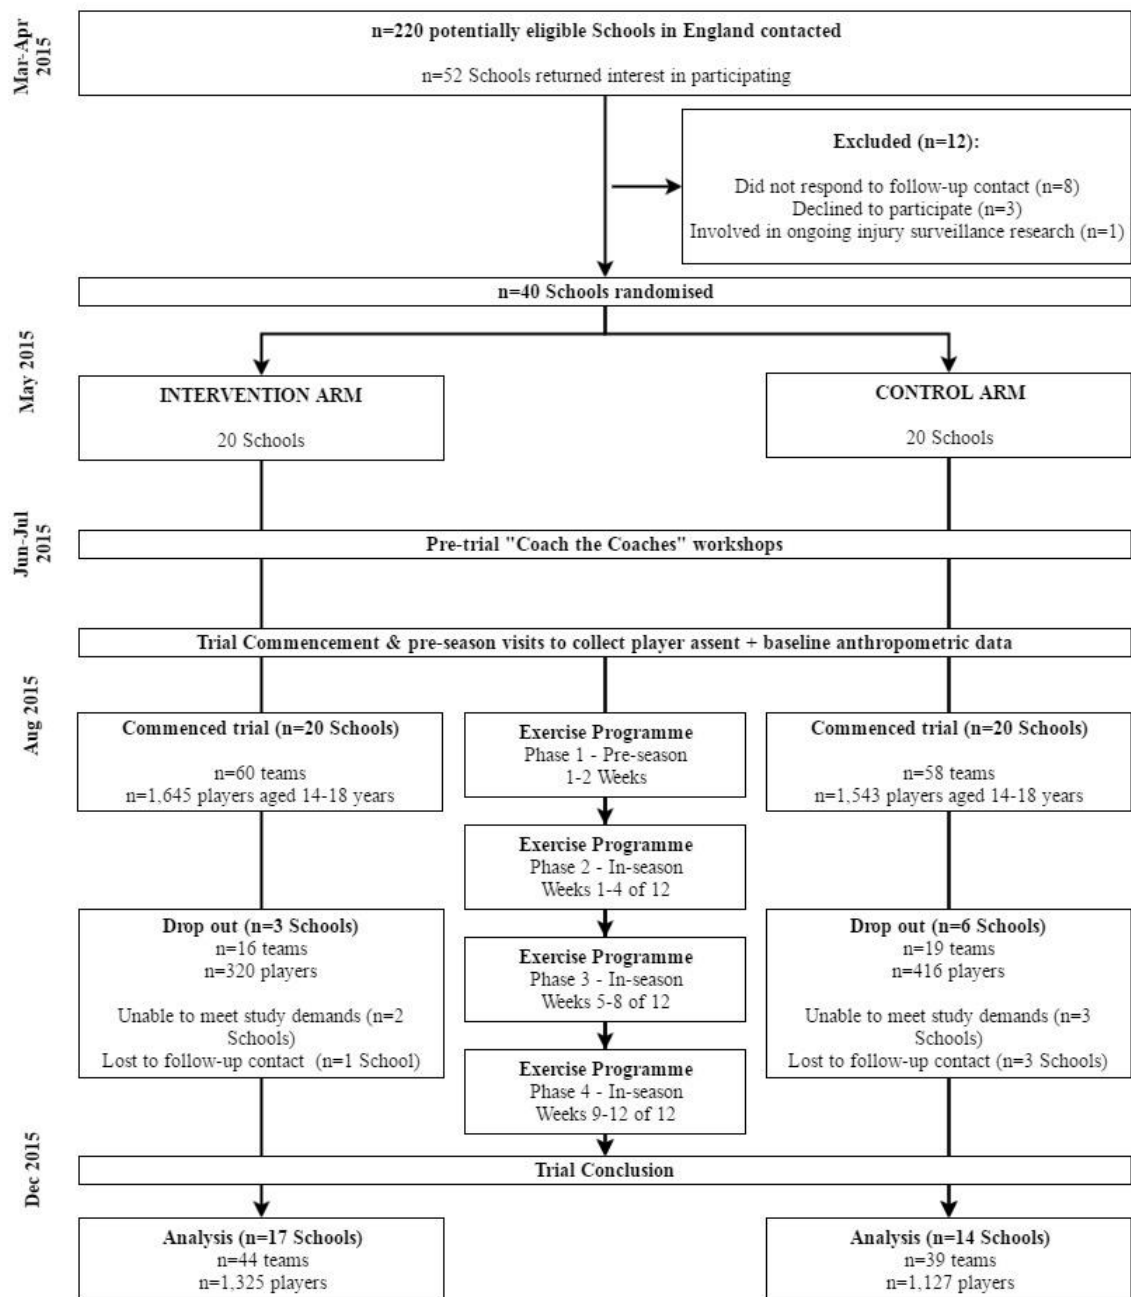 Mar-Apr
2015
n=220 potentially eligible Schools in England contacted
n=52 Schools returned interest in participating
Excluded (n=12):
Did not respond to follow-up contact (n=8)
Declined to participate (n=3)
Involved in ongoing injury surveillance research (n=1)
n=40 Schools randomised
May 2015
INTERVENTION ARM
20 Schools
CONTROL ARM
20 Schools
Jun-Jul
2015
Pre-trial "Coach the Coaches" workshops
Trial Commencement & pre-season visits to collect player assent + baseline anthropometric data
Aug 2015
Commenced trial (n=20 Schools)
n=60 teams
n=1,645 players aged 14-18 years
Exercise Programme
Phase 1 - Pre-season
1-2 Weeks
Commenced trial (n=20 Schools)
n=58 teams
n=1,543 players aged 14-18 years
Exercise Programme
Phase 2 - In-season
Weeks 1-4 of 12
Drop out (n=3 Schools)
n=16 teams
n=320 players
Unable to meet study demands (n=2
Schools)
Lost to follow-up contact (n=1 School)
Exercise Programme
Phase 3 - In-season
Weeks 5-8 of 12
Drop out (n=6 Schools)
n=19 teams
n=416 players
Unable to meet study demands (n=3
Schools)
Lost to follow-up contact (n=3 Schools)
Exercise Programme
Phase 4 - In-season
Weeks 9-12 of 12
Dec 2015
Trial Conclusion
Analysis (n=17 Schools)
n=44 teams
n=1,325 players
Analysis (n=14 Schools)
n=39 teams
n=1,127 players